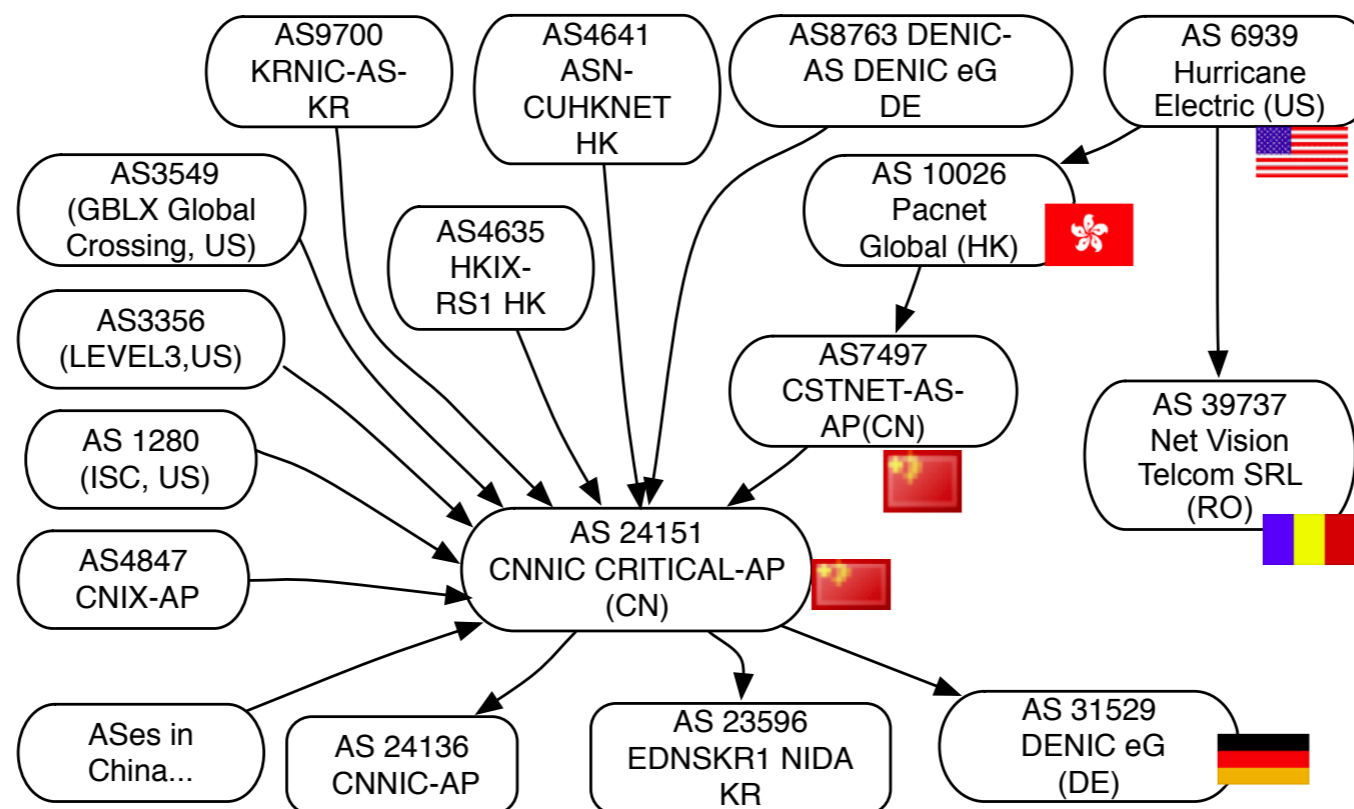 AS9700
KRNIC-AS-
KR
AS4641
ASN-
CUHKNET
HK
AS8763 DENIC-
AS DENIC eG
DE
AS 6939
Hurricane
Electric (US)
AS3549
(GBLX Global
Crossing, US)
AS4635
HKIX-
RS1 HK
AS 10026
Pacnet
Global (HK)
AS3356
(LEVEL3,US)
AS7497
CSTNET-AS-
AP(CN)
AS 39737
Net Vision
Telcom SRL
(RO)
AS 1280
(ISC, US)
AS 24151
CNNIC CRITICAL-AP
(CN)
AS4847
CNIX-AP
ASes in
China...
AS 24136
CNNIC-AP
AS 23596
EDNSKR1 NIDA
KR
AS 31529
DENIC eG
(DE)